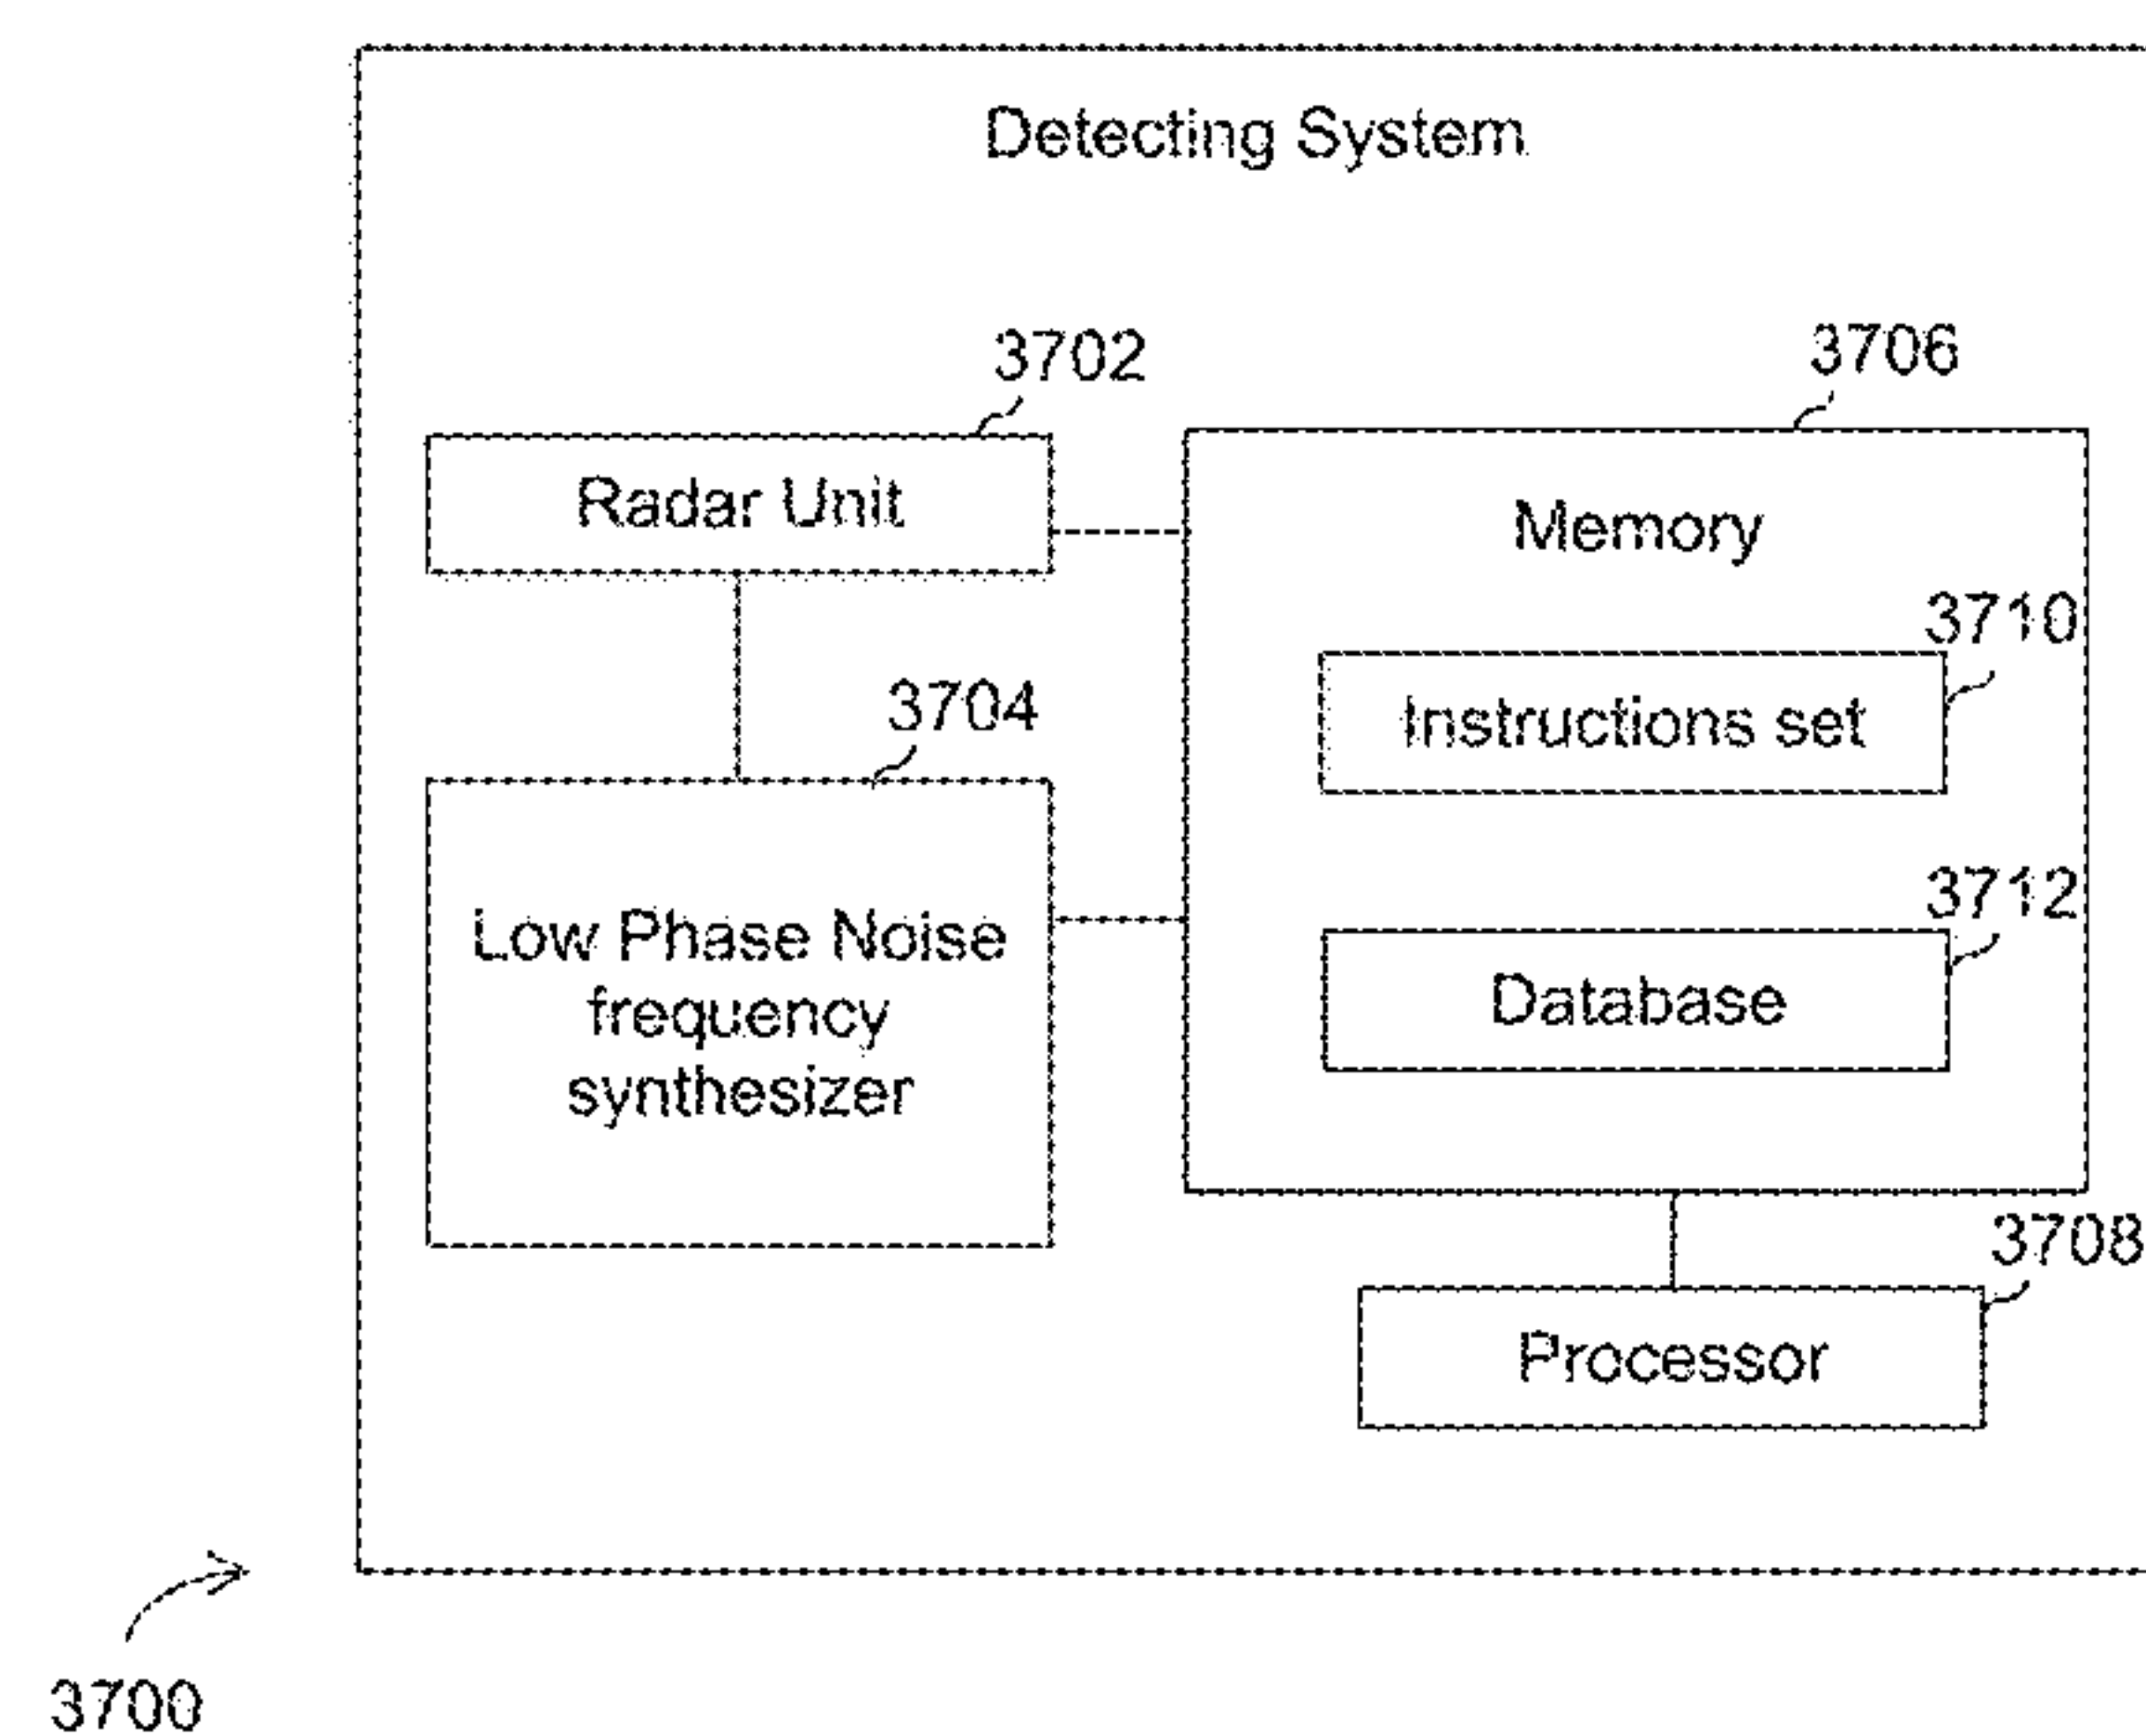 Detecting System
3702
3706
Radar Unit
Memory
3710
Instructions set
3704
Low Phase Noise
frequency
synthesizer
3712
Database
3708
Processor
3700